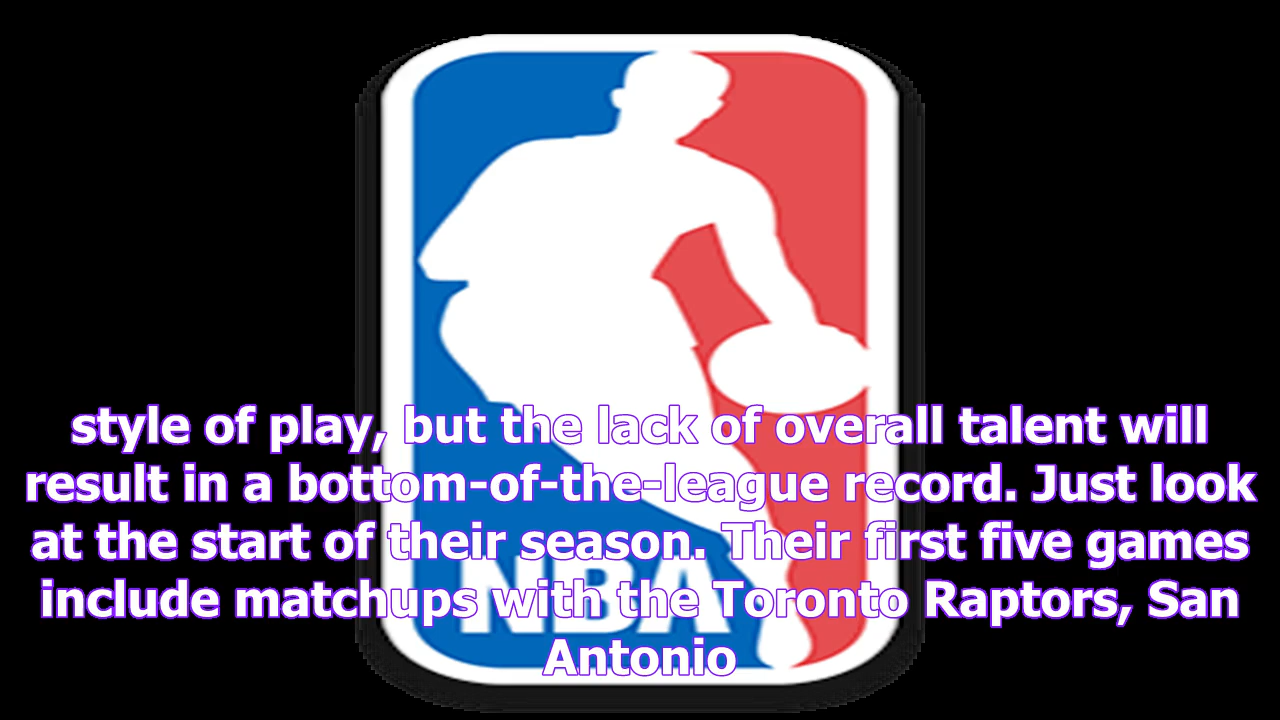 style of play, but the lack of overall talent will
result in a bottom-of-the-league record. Just look
at the start of their season. Their first five games
include matchups with the Toronto Raptors, San
Antonio
NBA